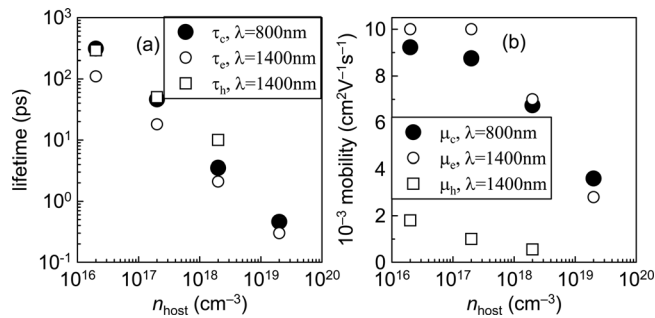 (a)
τc, λ=800nm
τe, λ=1400nm
τh, λ=1400nm
10³
10²
10¹
10⁰
10⁻¹
lifetime (ps)
10¹⁶ 10¹⁷ 10¹⁸ 10¹⁹ 10²⁰
nhost (cm⁻³)
(b)
μc, λ=800nm
μe, λ=1400nm
μh, λ=1400nm
10
8
6
4
2
0
10⁻³ mobility (cm²V⁻¹s⁻¹)
10¹⁶ 10¹⁷ 10¹⁸ 10¹⁹ 10²⁰
nhost (cm⁻³)